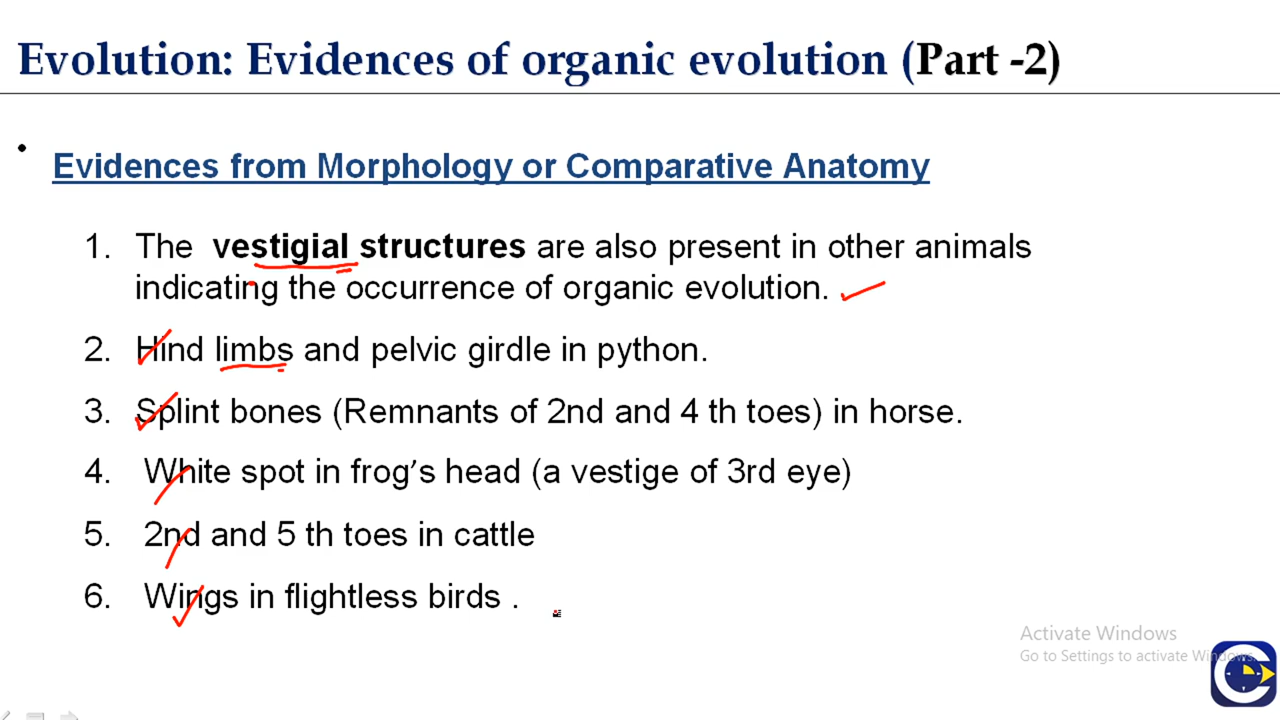 Evolution: Evidences of organic evolution (Part -2)
• Evidences from Morphology or Comparative Anatomy
1. The vestigial structures are also present in other animals
indicating the occurrence of organic evolution.
2. Hind limbs and pelvic girdle in python.
3. Splint bones (Remnants of 2nd and 4 th toes) in horse.
4. White spot in frog’s head (a vestige of 3rd eye)
5. 2nd and 5 th toes in cattle
6. Wings in flightless birds .
Activate Windows
Go to Settings to activate Windows.